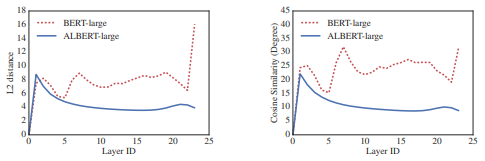 18
16
14
12
10
8
6
4
2
0
L2 distance
BERT-large
ALBERT-large
0 5 10 15 20 25
Layer ID
45
40
35
30
25
20
15
10
5
0
Cosine Similarity (Degree)
BERT-large
ALBERT-large
0 5 10 15 20 25
Layer ID